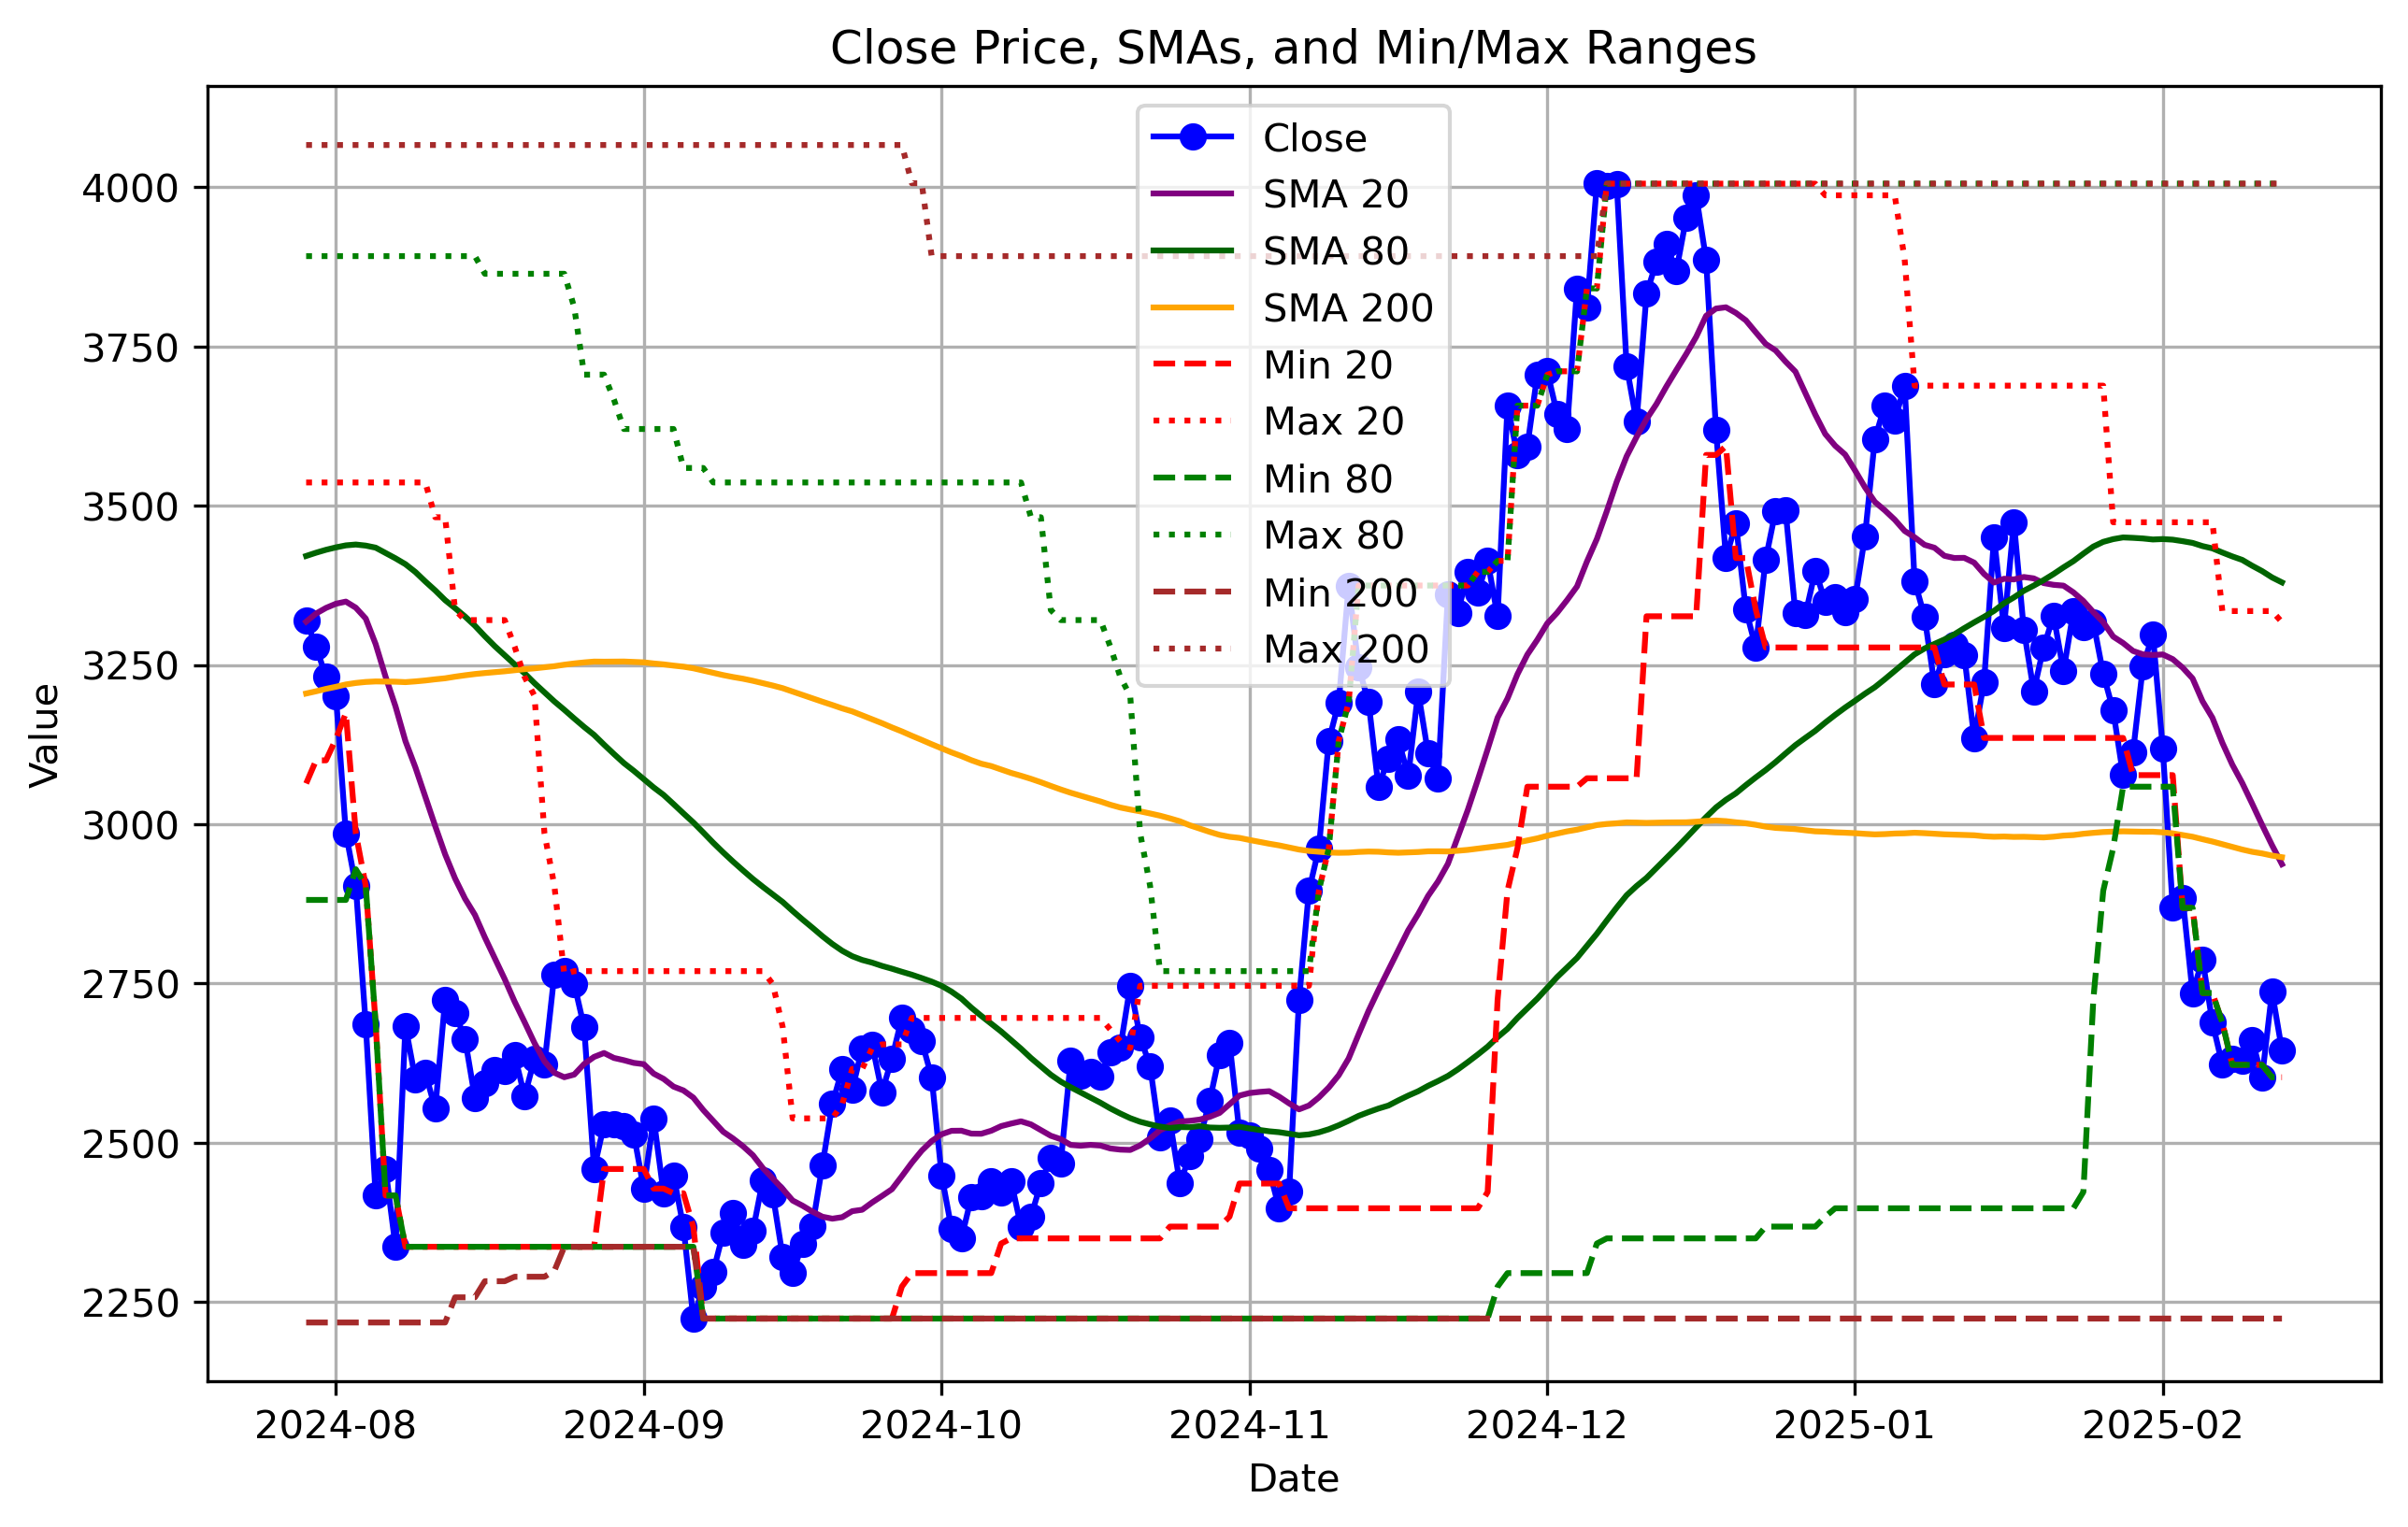 Close Price, SMAs, and Min/Max Ranges
Close
SMA 20
SMA 80
SMA 200
Min 20
Max 20
Min 80
Max 80
Min 200
Max 200
4000
3750
3500
3250
3000
2750
2500
2250
Value
2024-08 2024-09 2024-10 2024-11 2024-12 2025-01 2025-02
Date